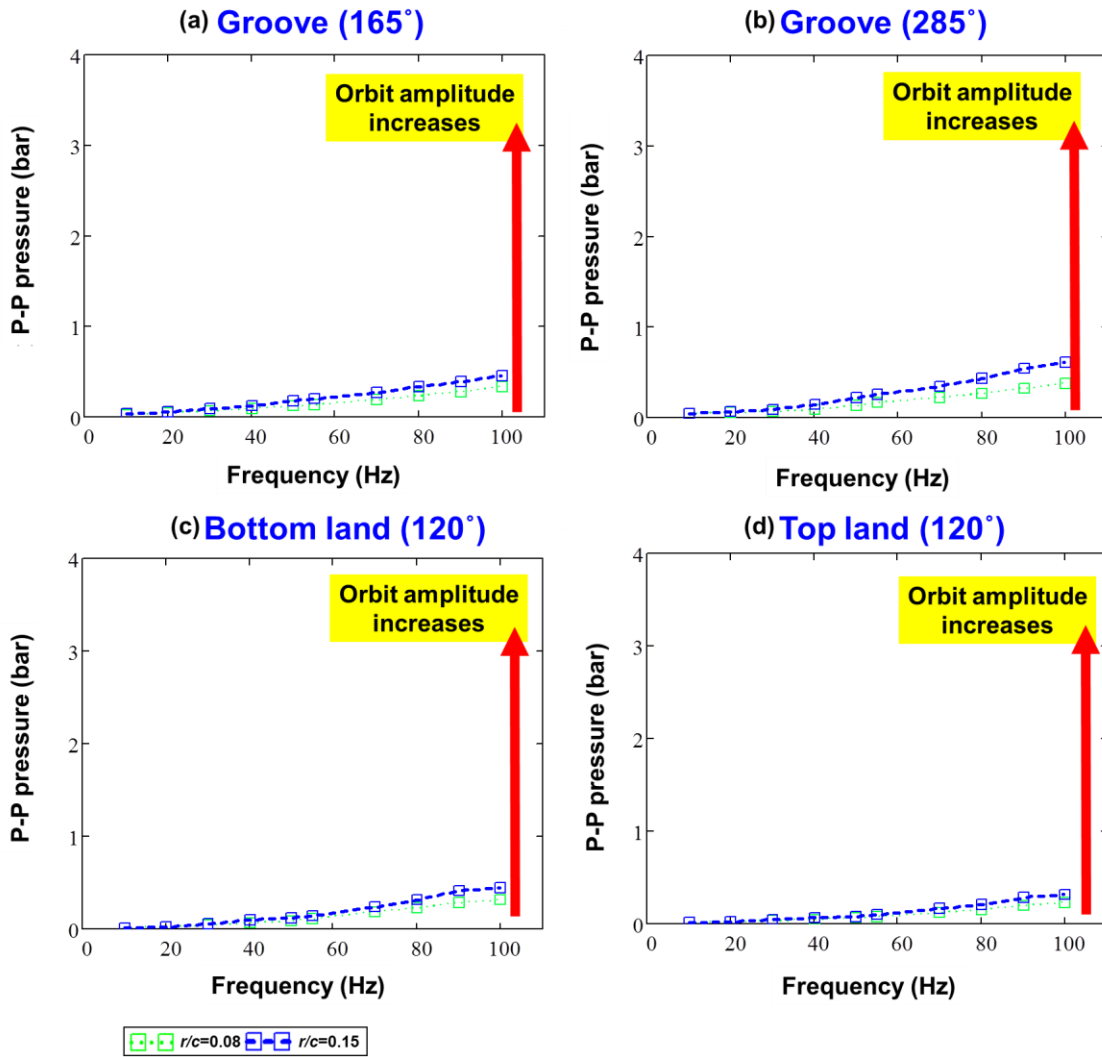 (a) Groove (165˚)
4
3
2
1
0
P-P pressure (bar)
Orbit amplitude
increases
0 20 40 60 80 100
Frequency (Hz)
(b) Groove (285˚)
4
3
2
1
0
P-P pressure (bar)
Orbit amplitude
increases
0 20 40 60 80 100
Frequency (Hz)
(c) Bottom land (120˚)
4
3
2
1
0
P-P pressure (bar)
Orbit amplitude
increases
0 20 40 60 80 100
Frequency (Hz)
(d) Top land (120˚)
4
3
2
1
0
P-P pressure (bar)
Orbit amplitude
increases
0 20 40 60 80 100
Frequency (Hz)
r/c=0.08 r/c=0.15